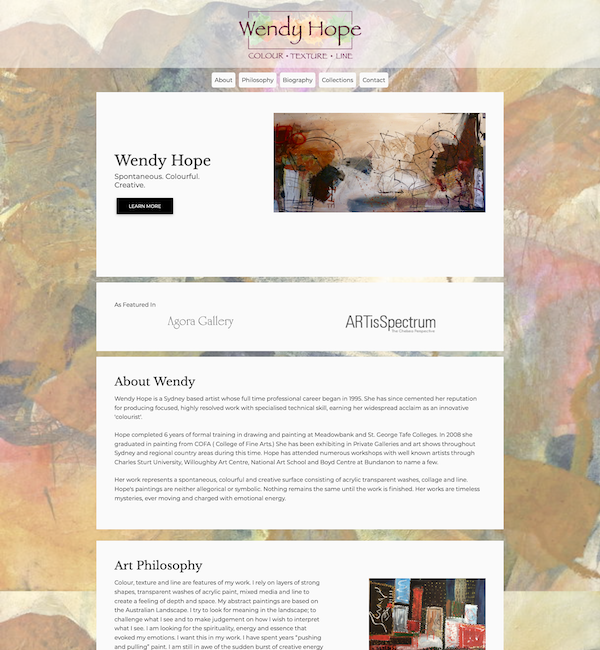 Wendy Hope
COLOUR • TEXTURE • LINE
About Philosophy Biography Collections Contact
Wendy Hope
Spontaneous. Colourful.
Creative.
LEARN MORE
As Featured In
Agora Gallery
ARTisSpectrum
The Chelsea Perspective
About Wendy
Wendy Hope is a Sydney based artist whose full time professional career began in 1995. She has since cemented her reputation
for producing focused, highly resolved work with specialised technical skill, earning her widespread acclaim as an innovative
'colourist'.
Hope completed 6 years of formal training in drawing and painting at Meadowbank and St. George Tafe Colleges. In 2008 she
graduated in painting from COFA ( College of Fine Arts.) She has been exhibiting in Private Galleries and art shows throughout
Sydney and regional country areas during this time. Hope has attended numerous workshops with well known artists through
Charles Sturt University, Willoughby Art Centre, National Art School and Boyd Centre at Bundanon to name a few.
Her work represents a spontaneous, colourful and creative surface consisting of acrylic transparent washes, collage and line.
Hope's paintings are neither allegorical or symbolic. Nothing remains the same until the work is finished. Her works are timeless
mysteries, ever moving and charged with emotional energy.
Art Philosophy
Colour, texture and line are features of my work. I rely on layers of strong
shapes, transparent washes of acrylic paint, mixed media and line to
create a feeling of depth and space. My abstract paintings are based on
the Australian Landscape. I try to look for meaning in the landscape; to
challenge what I see and to make judgement on how I wish to interpret
what I see. I am looking for the spirituality, energy and essence that
evoked my emotions. I want this in my work. I have spent years "pushing
and pulling" paint. I am still in awe of the sudden burst of creative energy